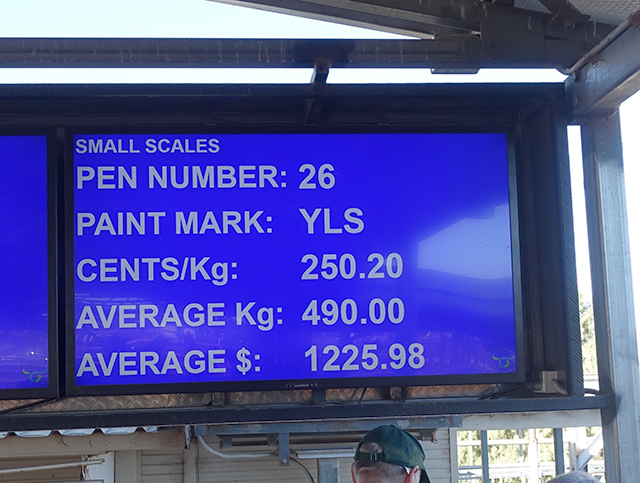 SMALL SCALES
PEN NUMBER: 26
PAINT MARK: YLS
CENTS/Kg: 250.20
AVERAGE Kg: 490.00
AVERAGE $: 1225.98